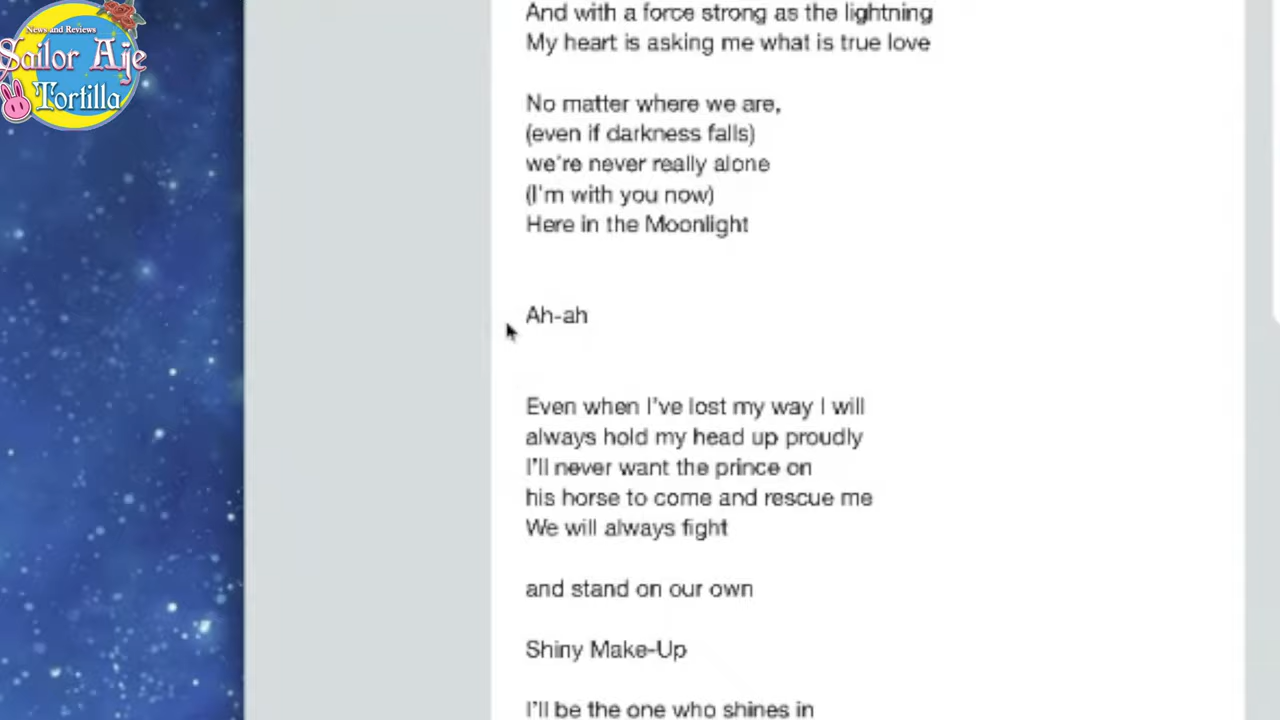 News and Reviews
Sailor Aje
Tortilla
And with a force strong as the lightning
My heart is asking me what is true love
No matter where we are,
(even if darkness falls)
we're never really alone
(I'm with you now)
Here in the Moonlight
Ah-ah
Even when I've lost my way I will
always hold my head up proudly
I'll never want the prince on
his horse to come and rescue me
We will always fight
and stand on our own
Shiny Make-Up
I'll be the one who shines in